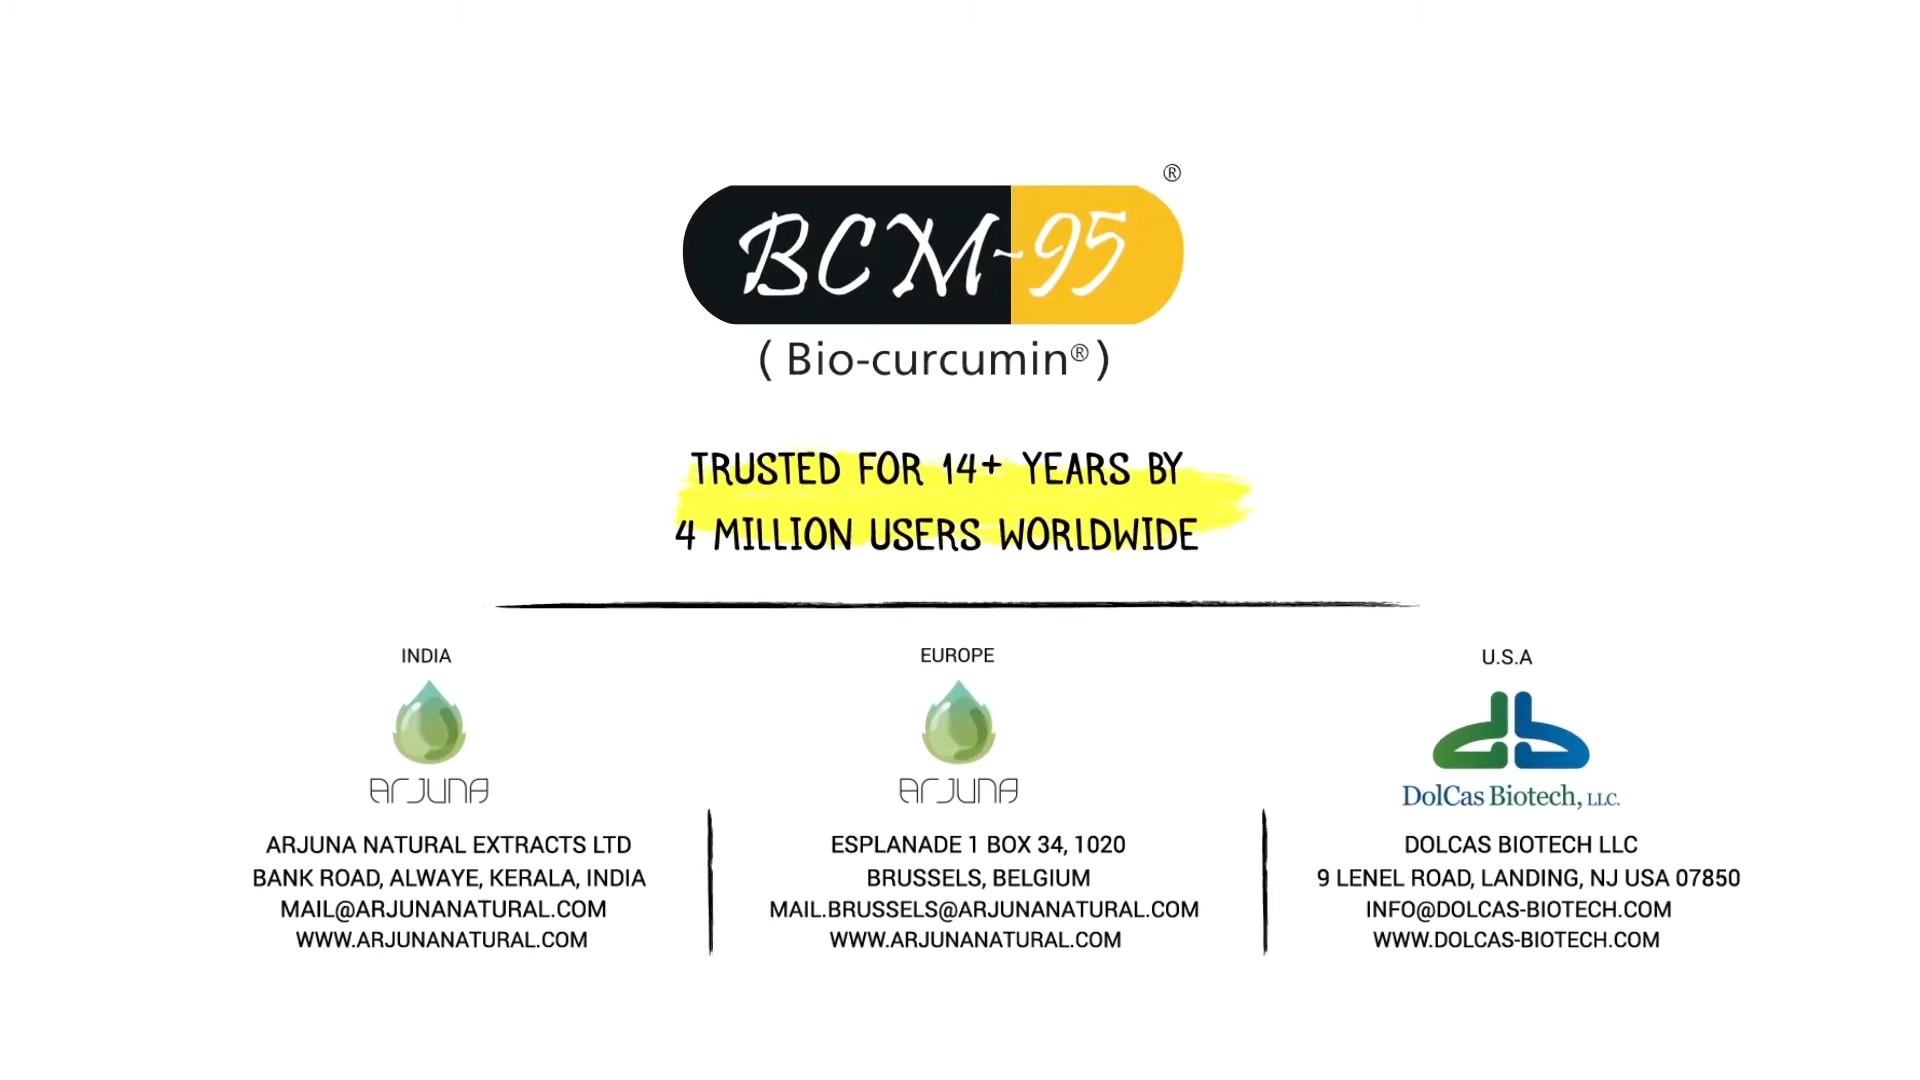 BCM-95®
( Bio-curcumin® )
TRUSTED FOR 14+ YEARS BY
4 MILLION USERS WORLDWIDE
INDIA
ARJUNA
ARJUNA NATURAL EXTRACTS LTD
BANK ROAD, ALWAYE, KERALA, INDIA
MAIL@ARJUNANATURAL.COM
WWW.ARJUNANATURAL.COM
EUROPE
ARJUNA
ESPLANADE 1 BOX 34, 1020
BRUSSELS, BELGIUM
MAIL.BRUSSELS@ARJUNANATURAL.COM
WWW.ARJUNANATURAL.COM
U.S.A
db
DolCas Biotech, LLC.
DOLCAS BIOTECH LLC
9 LENEL ROAD, LANDING, NJ USA 07850
INFO@DOLCAS-BIOTECH.COM
WWW.DOLCAS-BIOTECH.COM